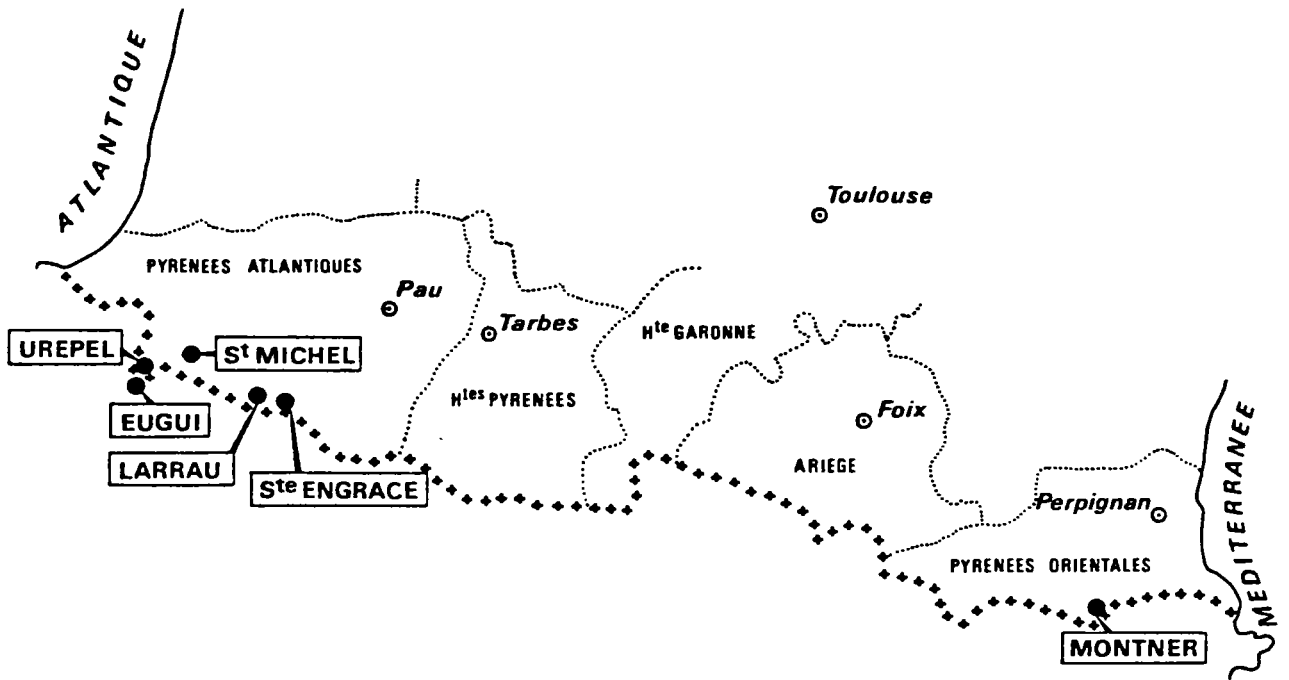 ATLANTIQUE
Toulouse
PYRENEES ATLANTIQUES
Pau
Tarbes
Hte GARONNE
UREPEL
St MICHEL
Htes PYRENEES
EUGUI
Foix
LARRAU
ARIEGE
Ste ENGRACE
Perpignan
MEDITERRANEE
PYRENEES ORIENTALES
MONTNER